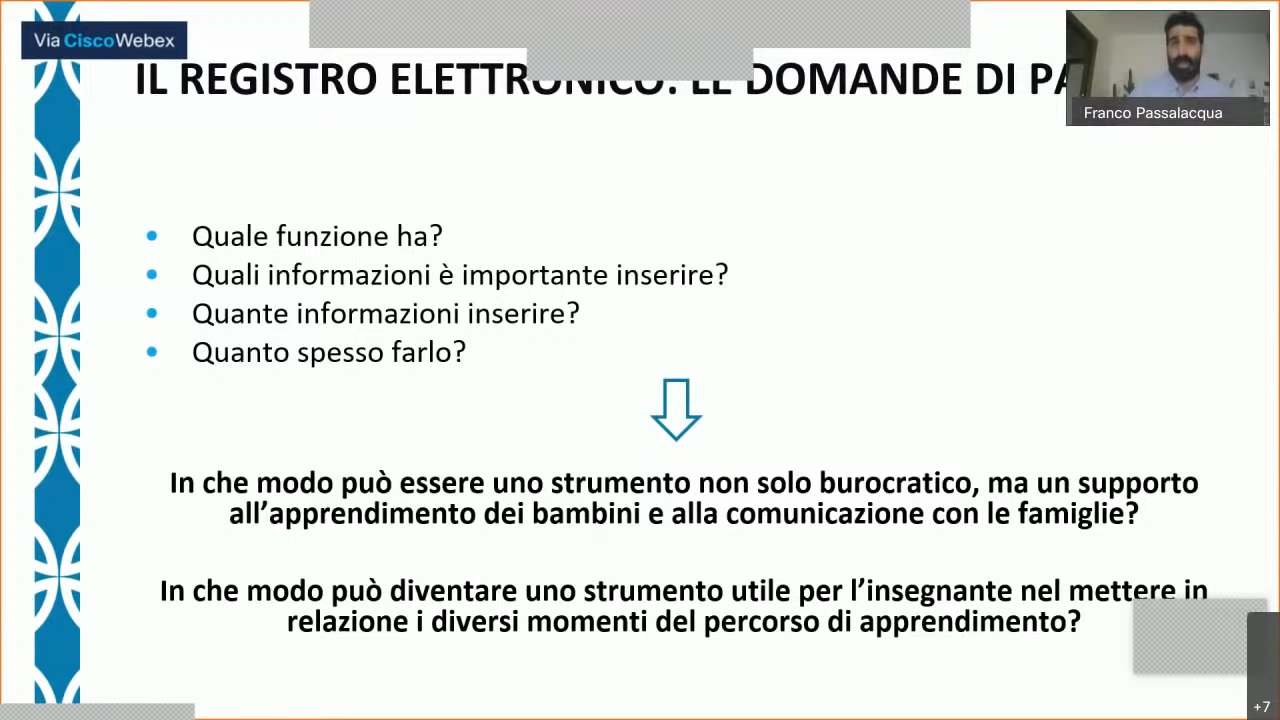 Via CiscoWebex
IL REGISTRO ELETTRONICO: LE DOMANDE DI
Franco Passalacqua
• Quale funzione ha?
• Quali informazioni è importante inserire?
• Quante informazioni inserire?
• Quanto spesso farlo?
In che modo può essere uno strumento non solo burocratico, ma un supporto
all’apprendimento dei bambini e alla comunicazione con le famiglie?
In che modo può diventare uno strumento utile per l’insegnante nel mettere in
relazione i diversi momenti del percorso di apprendimento?
+7